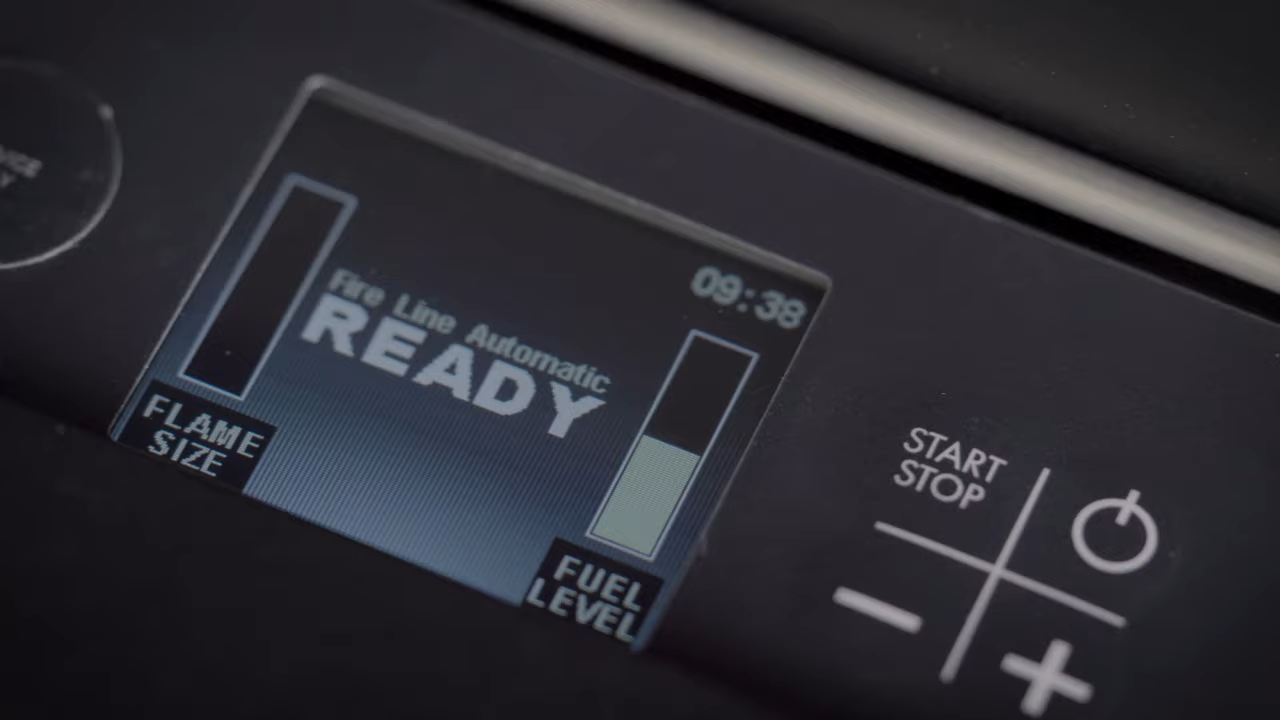 09:38
Fire Line Automatic
READY
FLAME
SIZE
FUEL
LEVEL
START
STOP